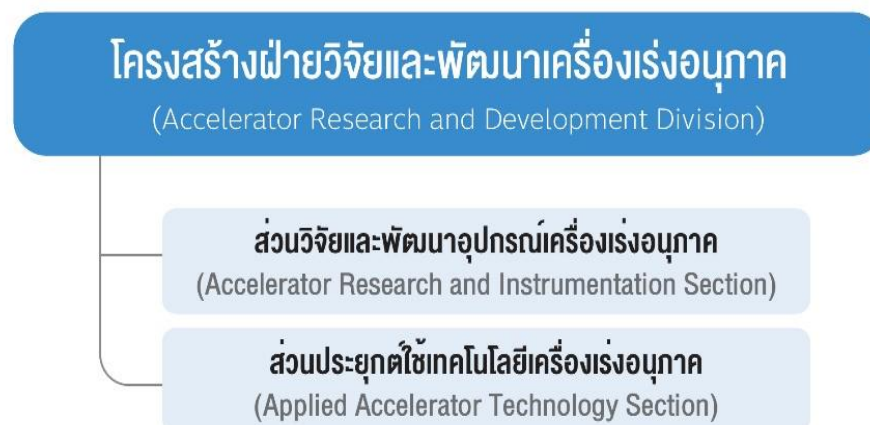 โครงสร้างฝ่ายวิจัยและพัฒนาเครื่องเร่งอนุภาค
(Accelerator Research and Development Division)
ส่วนวิจัยและพัฒนาอุปกรณ์เครื่องเร่งอนุภาค
(Accelerator Research and Instrumentation Section)
ส่วนประยุกต์ใช้เทคโนโลยีเครื่องเร่งอนุภาค
(Applied Accelerator Technology Section)